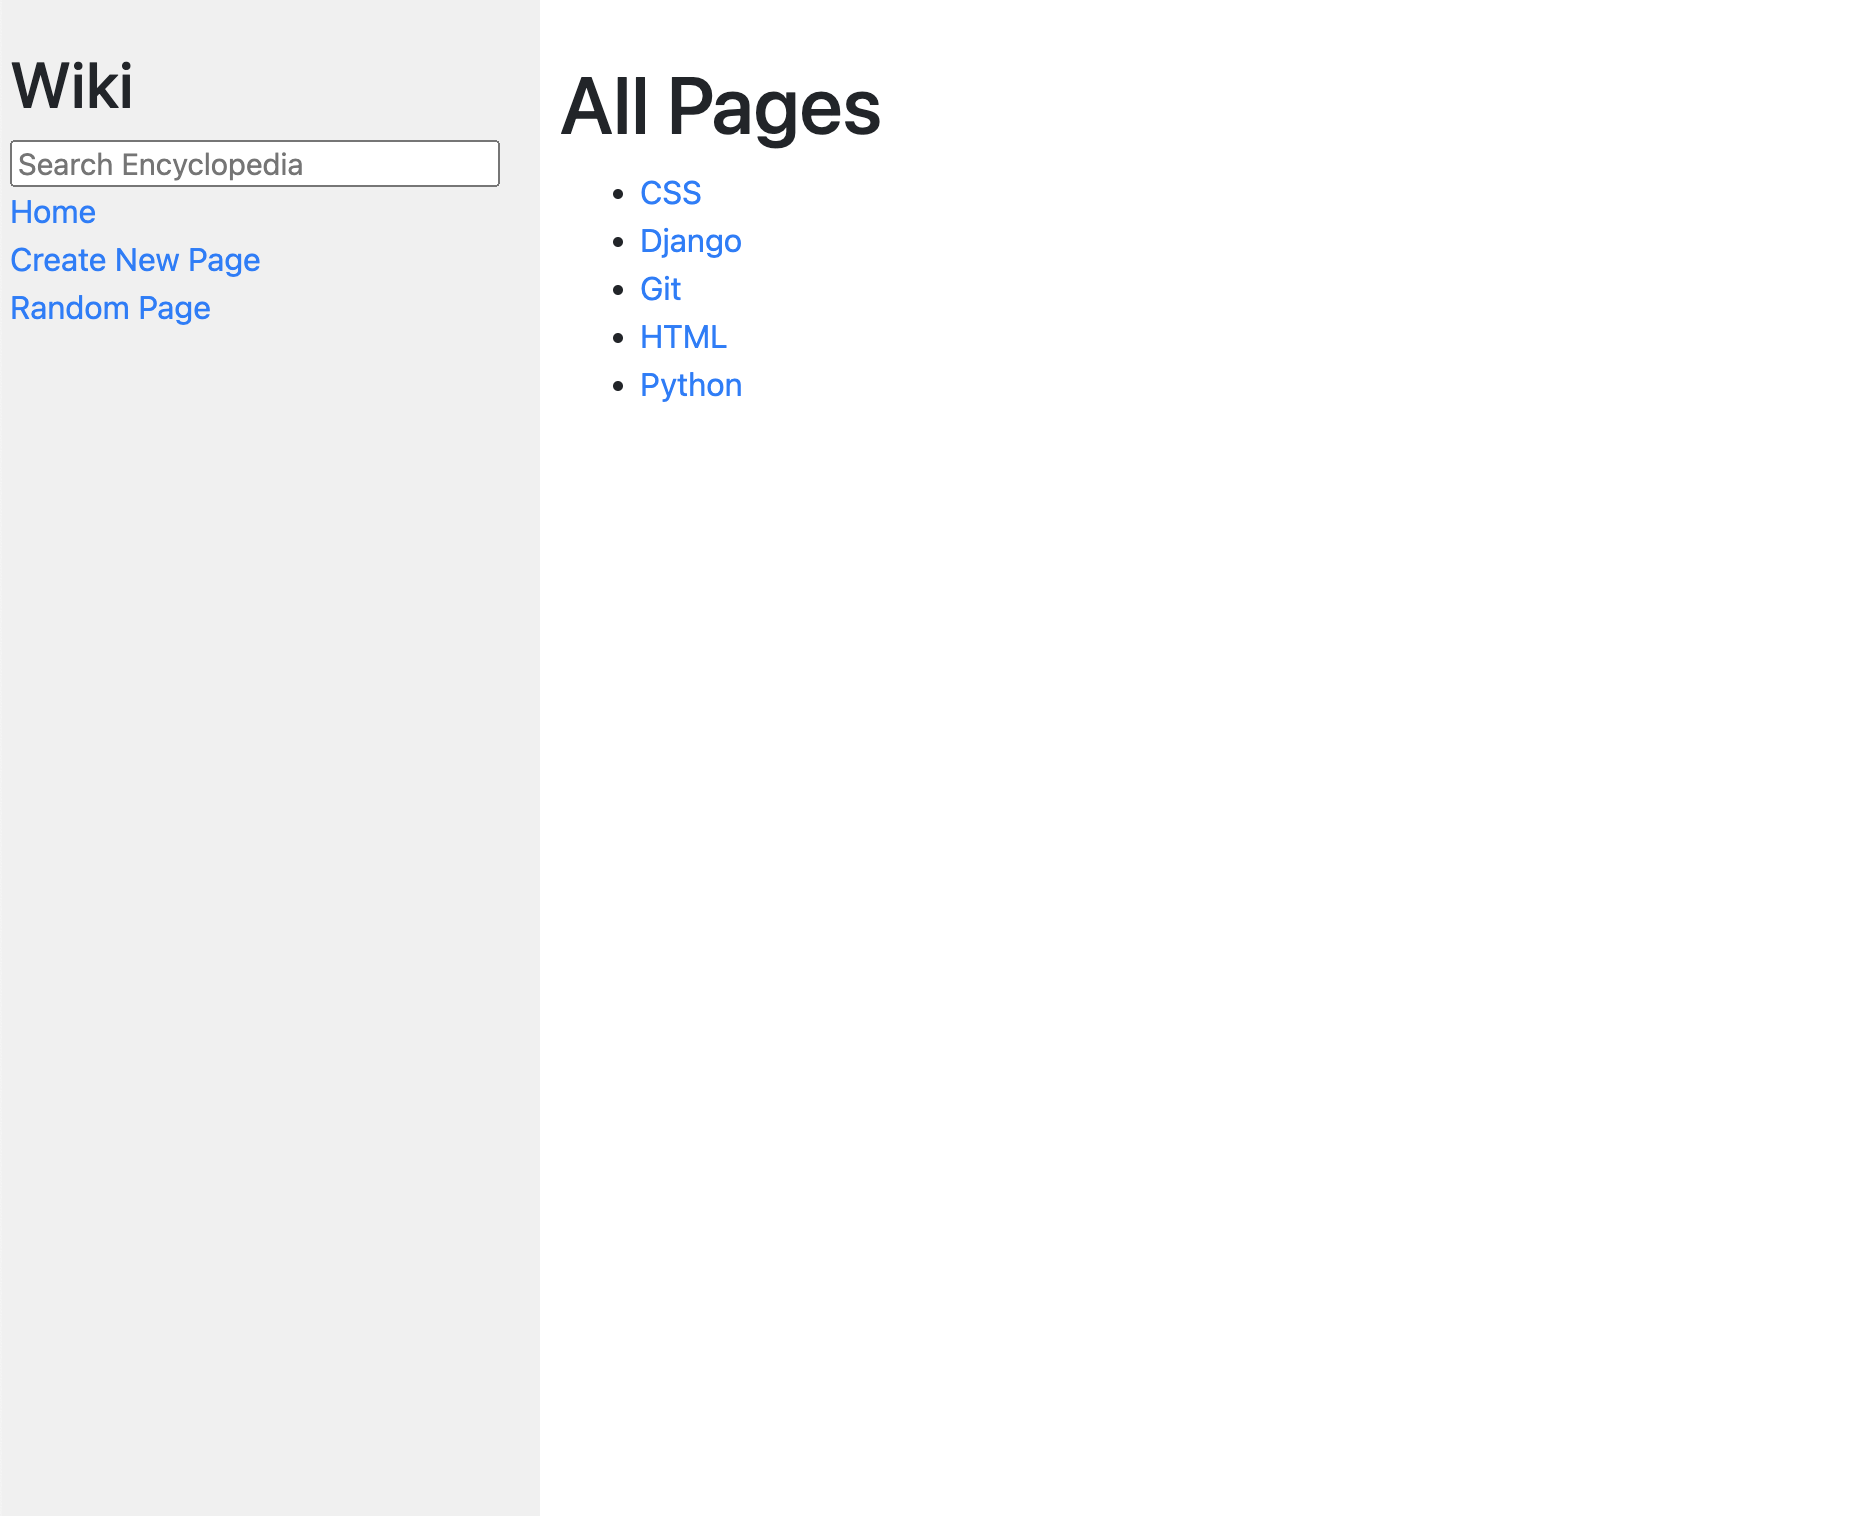 Wiki
Search Encyclopedia
Home
Create New Page
Random Page
All Pages
CSS
Django
Git
HTML
Python